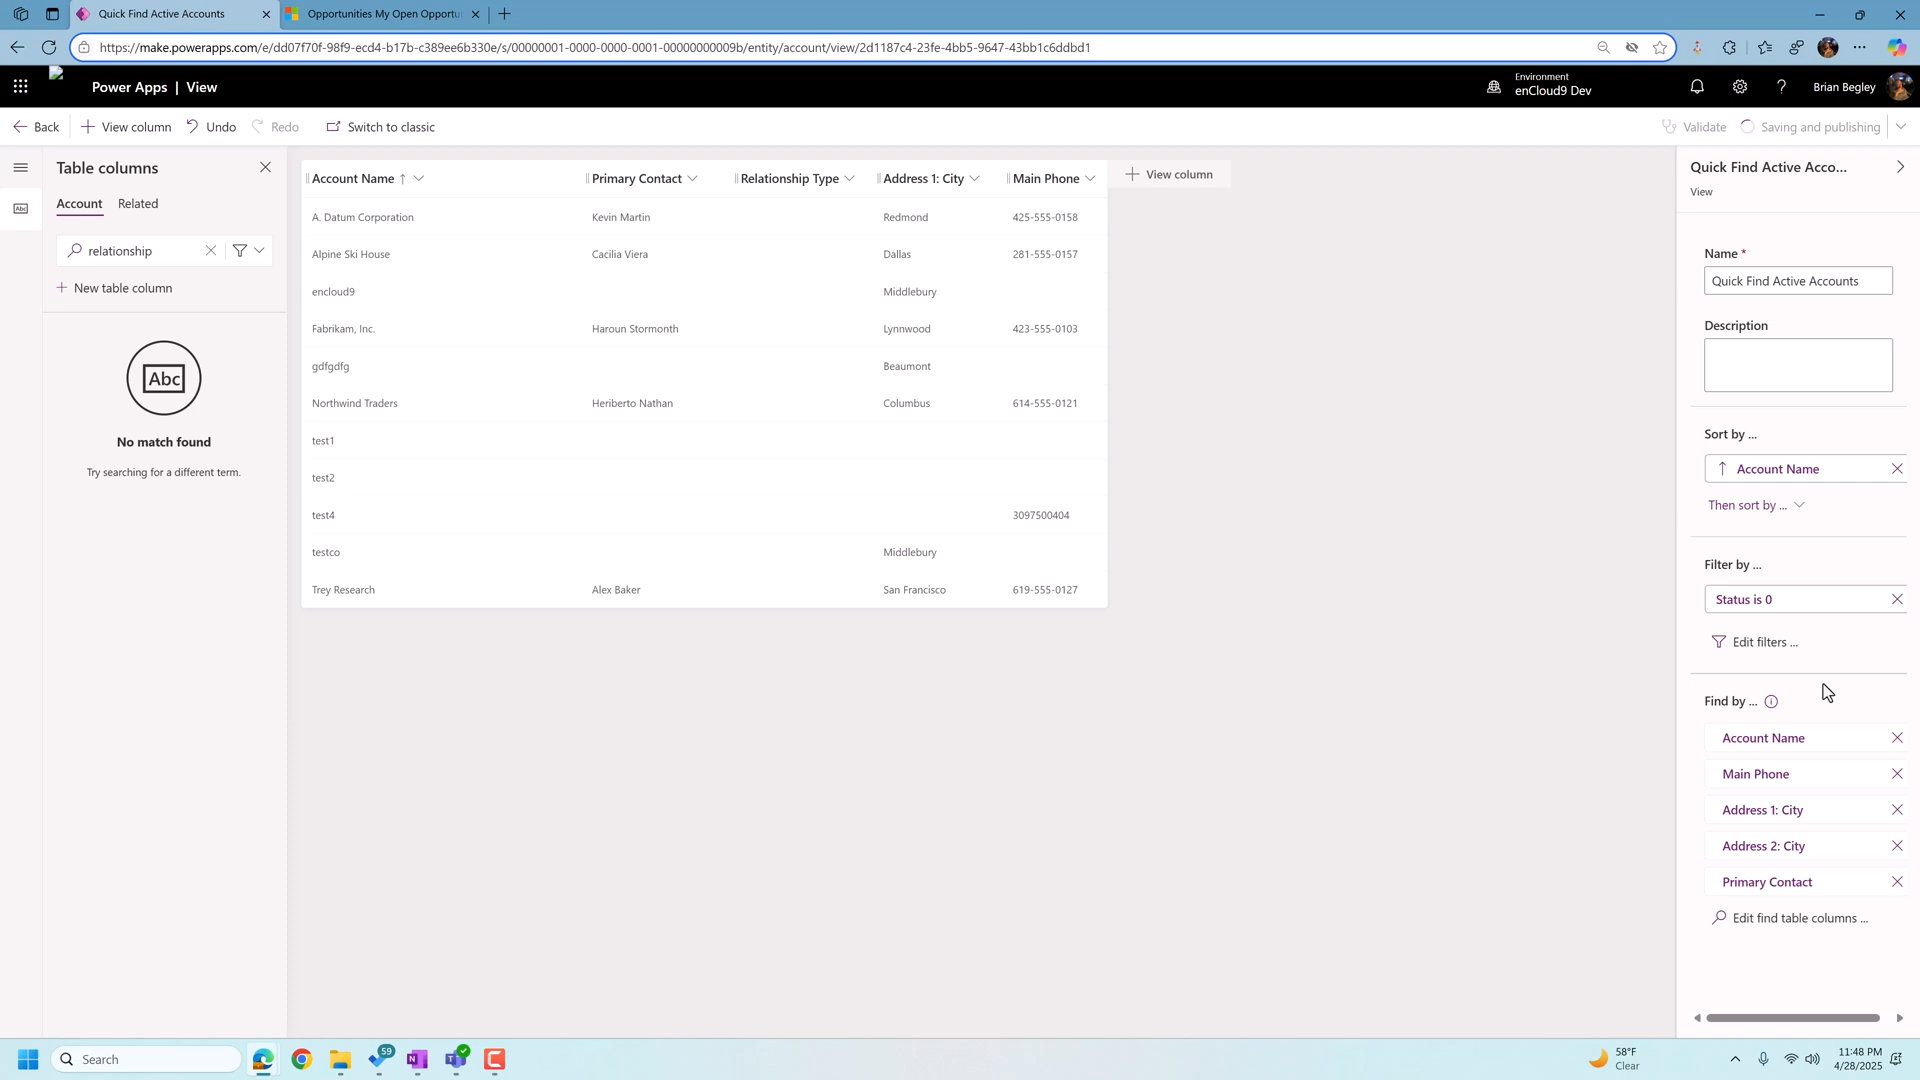 Quick Find Active Accounts
Opportunities My Open Opportu
https://make.powerapps.com/e/dd07f70f-98f9-ecd4-b17b-c389ee6b330e/s/00000001-0000-0000-0001-00000000009b/entity/account/view/2d1187c4-23fe-4bb5-9647-43bb1c6ddbd1
Power Apps | View
Environment
enCloud9 Dev
Brian Begley
Back
View column
Undo
Redo
Switch to classic
Validate
Saving and publishing
Table columns
Account Related
relationship
New table column
Abc
No match found
Try searching for a different term.
Account Name Primary Contact Relationship Type Address 1: City Main Phone
View column
A. Datum Corporation Kevin Martin Redmond 425-555-0158
Alpine Ski House Cacilia Viera Dallas 281-555-0157
encloud9 Middlebury
Fabrikam, Inc. Haroun Stormonth Lynnwood 423-555-0103
gdfgdfg Beaumont
Northwind Traders Heriberto Nathan Columbus 614-555-0121
test1
test2
test4 3097500404
testco Middlebury
Trey Research Alex Baker San Francisco 619-555-0127
Quick Find Active Acco...
View
Name *
Quick Find Active Accounts
Description
Sort by ...
Account Name
Then sort by ...
Filter by ...
Status is 0
Edit filters ...
Find by ...
Account Name
Main Phone
Address 1: City
Address 2: City
Primary Contact
Edit find table columns ...
Search
59
58°F
Clear
11:48 PM
4/28/2025